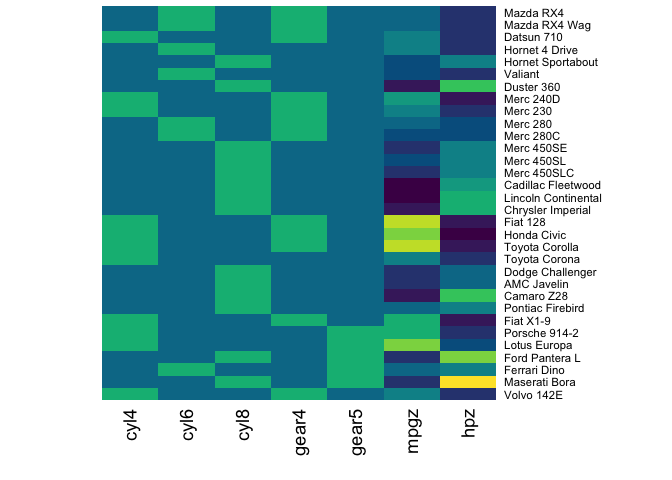 Mazda RX4
Mazda RX4 Wag
Datsun 710
Hornet 4 Drive
Hornet Sportabout
Valiant
Duster 360
Merc 240D
Merc 230
Merc 280
Merc 280C
Merc 450SE
Merc 450SL
Merc 450SLC
Cadillac Fleetwood
Lincoln Continental
Chrysler Imperial
Fiat 128
Honda Civic
Toyota Corolla
Toyota Corona
Dodge Challenger
AMC Javelin
Camaro Z28
Pontiac Firebird
Fiat X1-9
Porsche 914-2
Lotus Europa
Ford Pantera L
Ferrari Dino
Maserati Bora
Volvo 142E
cyl4
cyl6
cyl8
gear4
gear5
mpgz
hpz